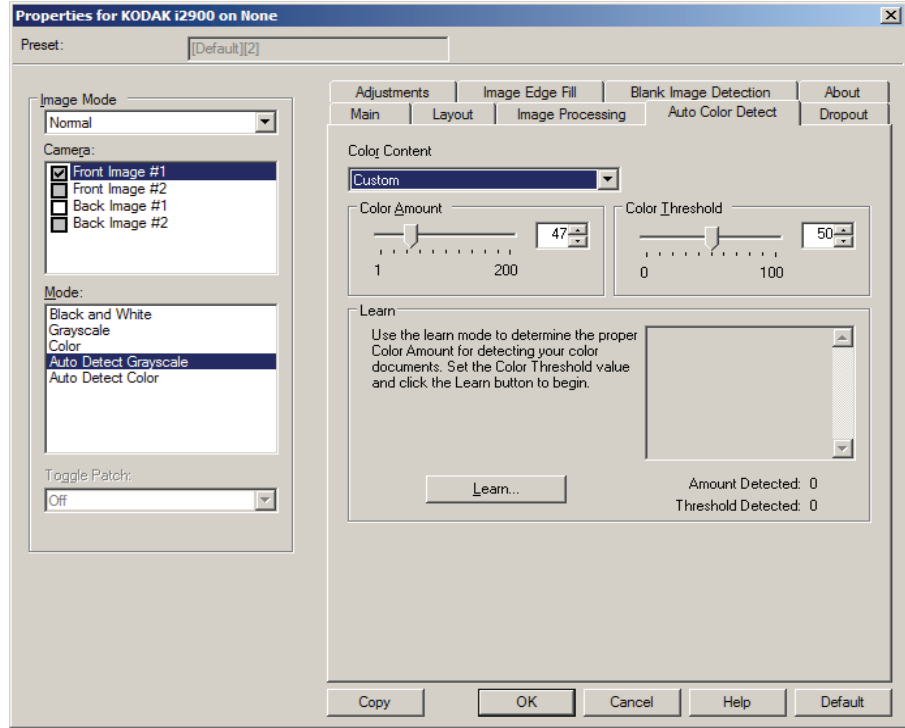 Properties for KODAK i2900 on None
Preset:
[Default][2]
Image Mode
Normal
Camera:
Front Image #1
Front Image #2
Back Image #1
Back Image #2
Mode:
Black and White
Grayscale
Color
Auto Detect Grayscale
Auto Detect Color
Toggle Patch:
Off
Adjustments
Image Edge Fill
Blank Image Detection
About
Main
Layout
Image Processing
Auto Color Detect
Dropout
Color Content
Custom
Color Amount
47
1
200
Color Threshold
50
0
100
Learn
Use the learn mode to determine the proper
Color Amount for detecting your color
documents. Set the Color Threshold value
and click the Learn button to begin.
Learn...
Amount Detected: 0
Threshold Detected: 0
Copy
OK
Cancel
Help
Default